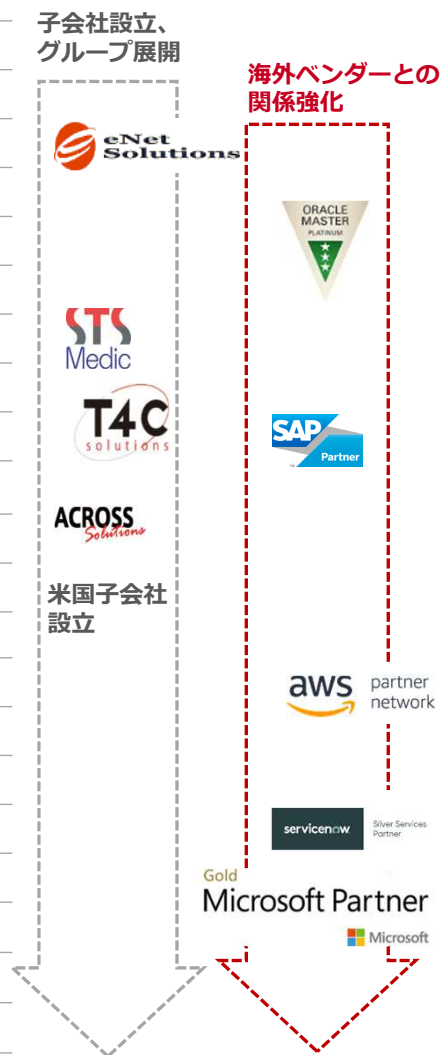 子会社設立、
グループ展開
eNet
Solutions
STS
Medic
T4C
solutions
ACROSS
Solutions
米国子会社
設立
海外ベンダーとの
関係強化
ORACLE
MASTER
PLATINUM
SAP
Partner
aws partner
network
servicenow
Silver Services
Partner
Gold
Microsoft Partner
Microsoft